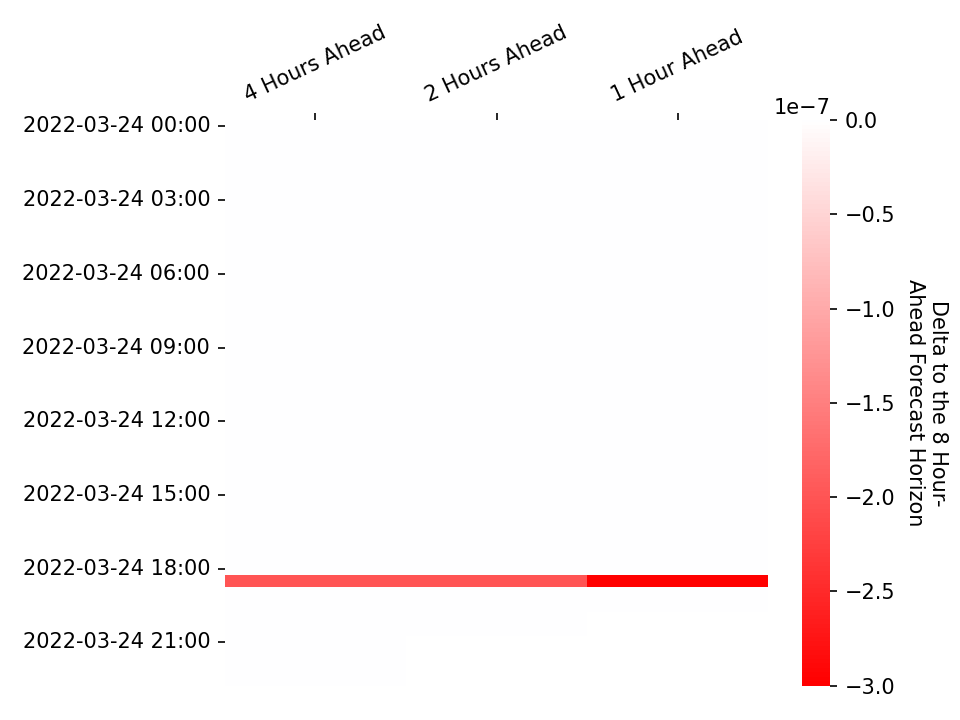 4 Hours Ahead
2 Hours Ahead
1 Hour Ahead
1e−7
2022-03-24 00:00
2022-03-24 03:00
2022-03-24 06:00
2022-03-24 09:00
2022-03-24 12:00
2022-03-24 15:00
2022-03-24 18:00
2022-03-24 21:00
0.0
−0.5
−1.0
−1.5
−2.0
−2.5
−3.0
Delta to the 8 Hour-
Ahead Forecast Horizon